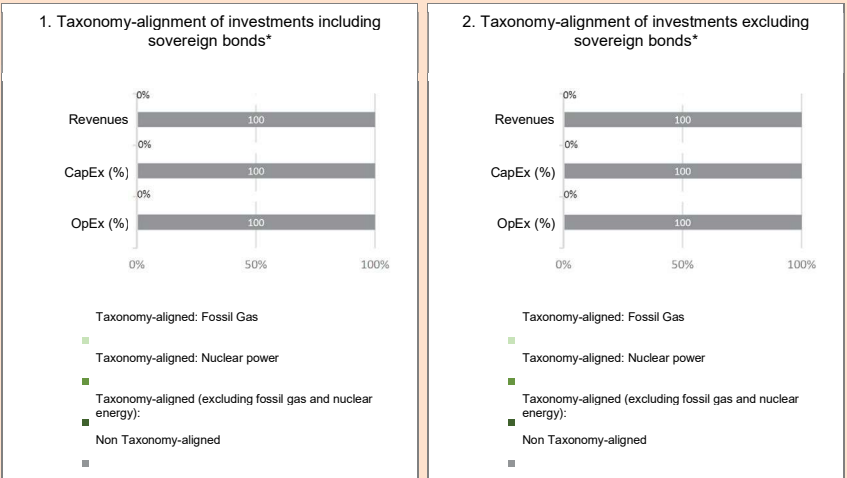 1. Taxonomy-alignment of investments including
sovereign bonds*
0%
Revenues
100
0%
CapEx (%)
100
0%
OpEx (%)
100
0%
50%
100%
Taxonomy-aligned: Fossil Gas
Taxonomy-aligned: Nuclear power
Taxonomy-aligned (excluding fossil gas and nuclear
energy):
Non Taxonomy-aligned
2. Taxonomy-alignment of investments excluding
sovereign bonds*
0%
Revenues
100
0%
CapEx (%)
100
0%
OpEx (%)
100
0%
50%
100%
Taxonomy-aligned: Fossil Gas
Taxonomy-aligned: Nuclear power
Taxonomy-aligned (excluding fossil gas and nuclear
energy):
Non Taxonomy-aligned